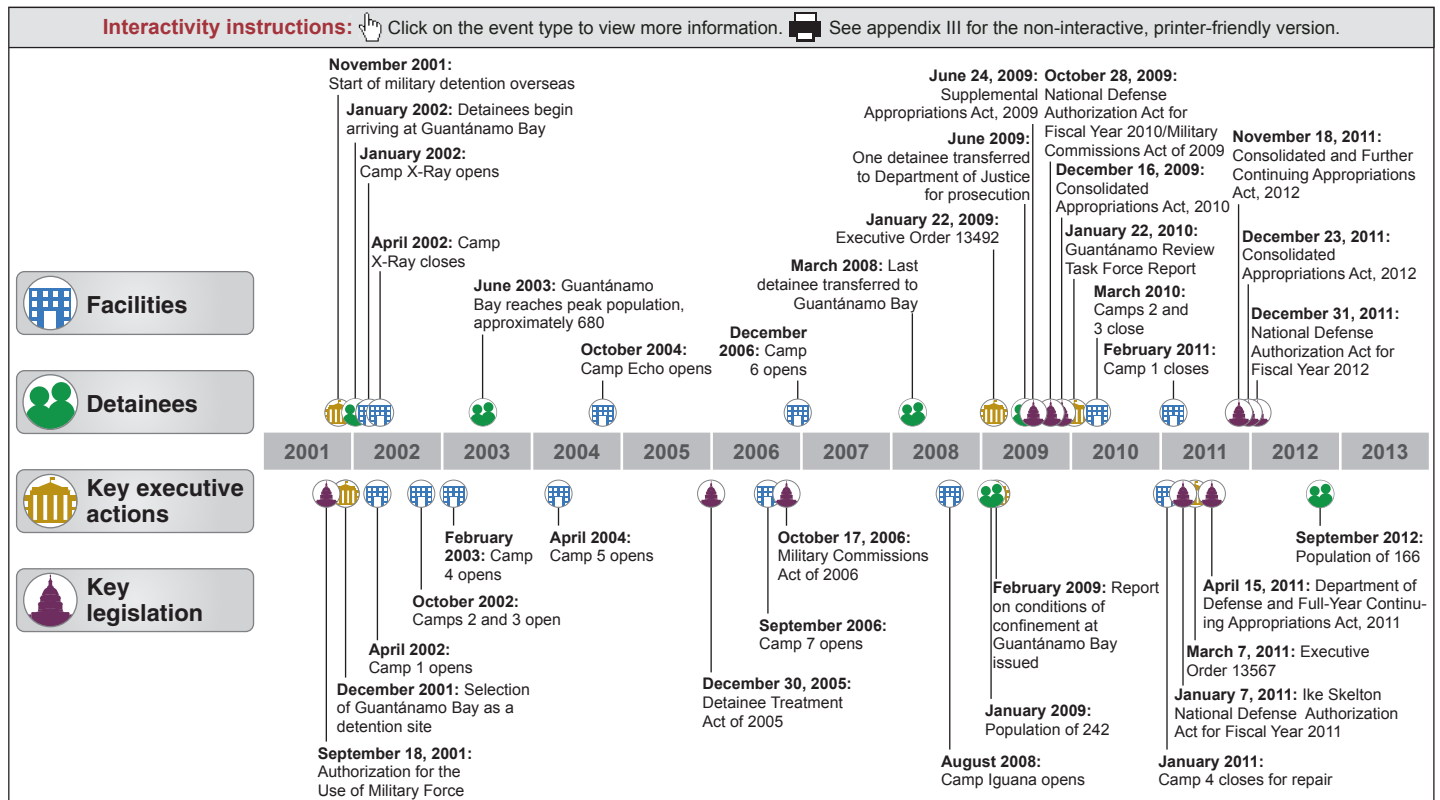 Interactivity instructions: Click on the event type to view more information. See appendix III for the non-interactive, printer-friendly version.
November 2001:
Start of military detention overseas
January 2002: Detainees begin
arriving at Guantánamo Bay
January 2002:
Camp X-Ray opens
April 2002: Camp
X-Ray closes
June 2003: Guantánamo
Bay reaches peak population,
approximately 680
October 2004:
Camp Echo opens
December
2006: Camp
6 opens
March 2008: Last
detainee transferred to
Guantánamo Bay
January 22, 2009:
Executive Order 13492
June 2009:
One detainee transferred
to Department of Justice
for prosecution
June 24, 2009:
Supplemental
Appropriations Act, 2009
October 28, 2009:
National Defense
Authorization Act for
Fiscal Year 2010/Military
Commissions Act of 2009
December 16, 2009:
Consolidated
Appropriations Act, 2010
January 22, 2010:
Guantánamo Review
Task Force Report
March 2010:
Camps 2 and
3 close
February 2011:
Camp 1 closes
November 18, 2011:
Consolidated and Further
Continuing Appropriations
Act, 2012
December 23, 2011:
Consolidated
Appropriations Act, 2012
December 31, 2011:
National Defense
Authorization Act for
Fiscal Year 2012
Facilities
Detainees
Key executive
actions
Key
legislation
2001 2002 2003 2004 2005 2006 2007 2008 2009 2010 2011 2012 2013
September 18, 2001:
Authorization for the
Use of Military Force
December 2001: Selection
of Guantánamo Bay as a
detention site
April 2002:
Camp 1 opens
October 2002:
Camps 2 and 3 open
February
2003: Camp
4 opens
April 2004:
Camp 5 opens
December 30, 2005:
Detainee Treatment
Act of 2005
September 2006:
Camp 7 opens
October 17, 2006:
Military Commissions
Act of 2006
August 2008:
Camp Iguana opens
January 2009:
Population of 242
February 2009: Report
on conditions of
confinement at
Guantánamo Bay
issued
January 2011:
Camp 4 closes for repair
January 7, 2011: Ike Skelton
National Defense Authorization
Act for Fiscal Year 2011
March 7, 2011: Executive
Order 13567
April 15, 2011: Department of
Defense and Full-Year Continu-
ing Appropriations Act, 2011
September 2012:
Population of 166